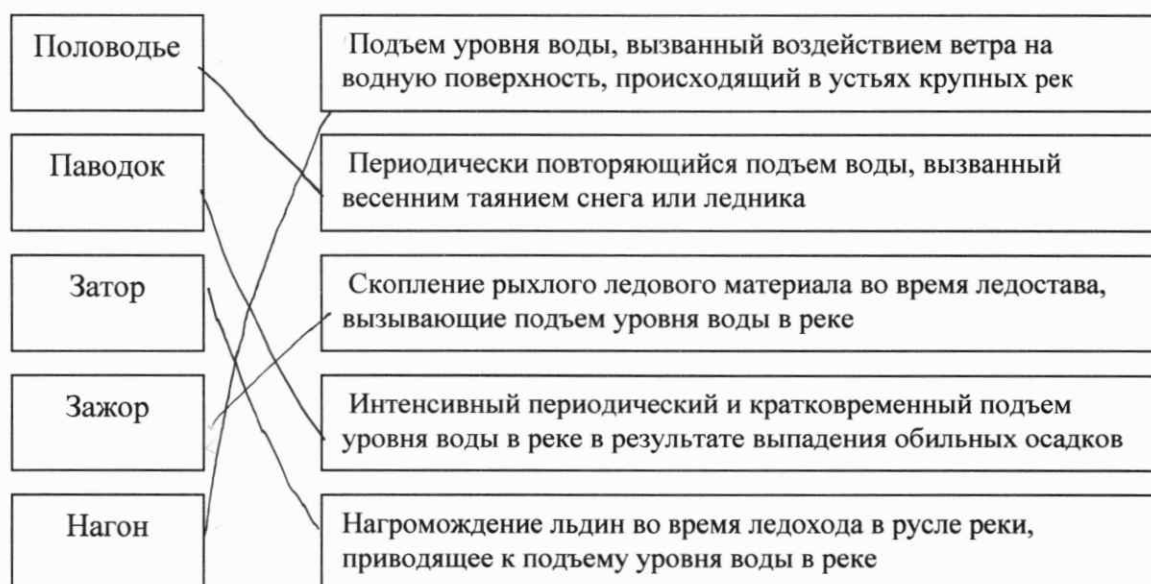 Половодье
Подъем уровня воды, вызванный воздействием ветра на
водную поверхность, происходящий в устьях крупных рек
Паводок
Периодически повторяющийся подъем воды, вызванный
весенним таянием снега или ледника
Затор
Скопление рыхлого ледового материала во время ледостава,
вызывающие подъем уровня воды в реке
Зажор
Интенсивный периодический и кратковременный подъем
уровня воды в реке в результате выпадения обильных осадков
Нагон
Нагромождение льдин во время ледохода в русле реки,
приводящее к подъему уровня воды в реке